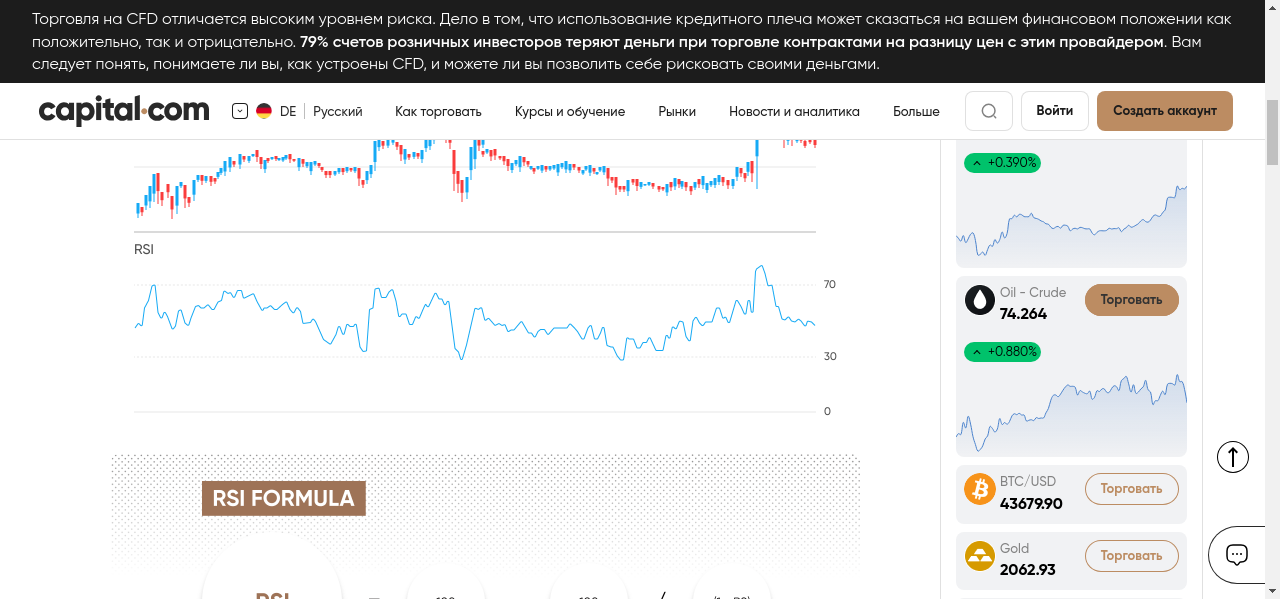 Торговля на CFD отличается высоким уровнем риска. Дело в том, что использование кредитного плеча может сказаться на вашем финансовом положении как
положительно, так и отрицательно. 79% счетов розничных инвесторов теряют деньги при торговле контрактами на разницу цен с этим провайдером. Вам
следует понять, понимаете ли вы, как устроены CFD, и можете ли вы позволить себе рисковать своими деньгами.
capital.com
DE
Русский
Как торговать
Курсы и обучение
Рынки
Новости и аналитика
Больше
Войти
Создать аккаунт
RSI
70
30
0
RSI FORMULA
RSI
+0.390%
Oil - Crude
74.264
Торговать
+0.880%
BTC/USD
43679.90
Торговать
Gold
2062.93
Торговать